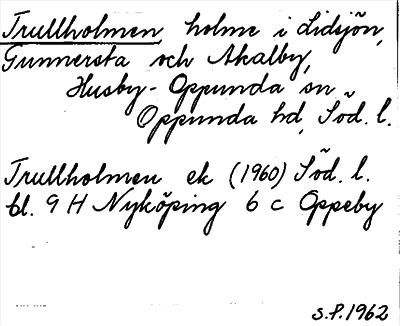 Trullholmen, holme i Lidsjön,
Gunnersta och Akalby,
Husby-Oppunda sn
Oppunda hd, Söd. l.
Trullholmen ek (1960) Söd. l.
bl. 9 H Nyköping 6 c Oppeby
S.P. 1962